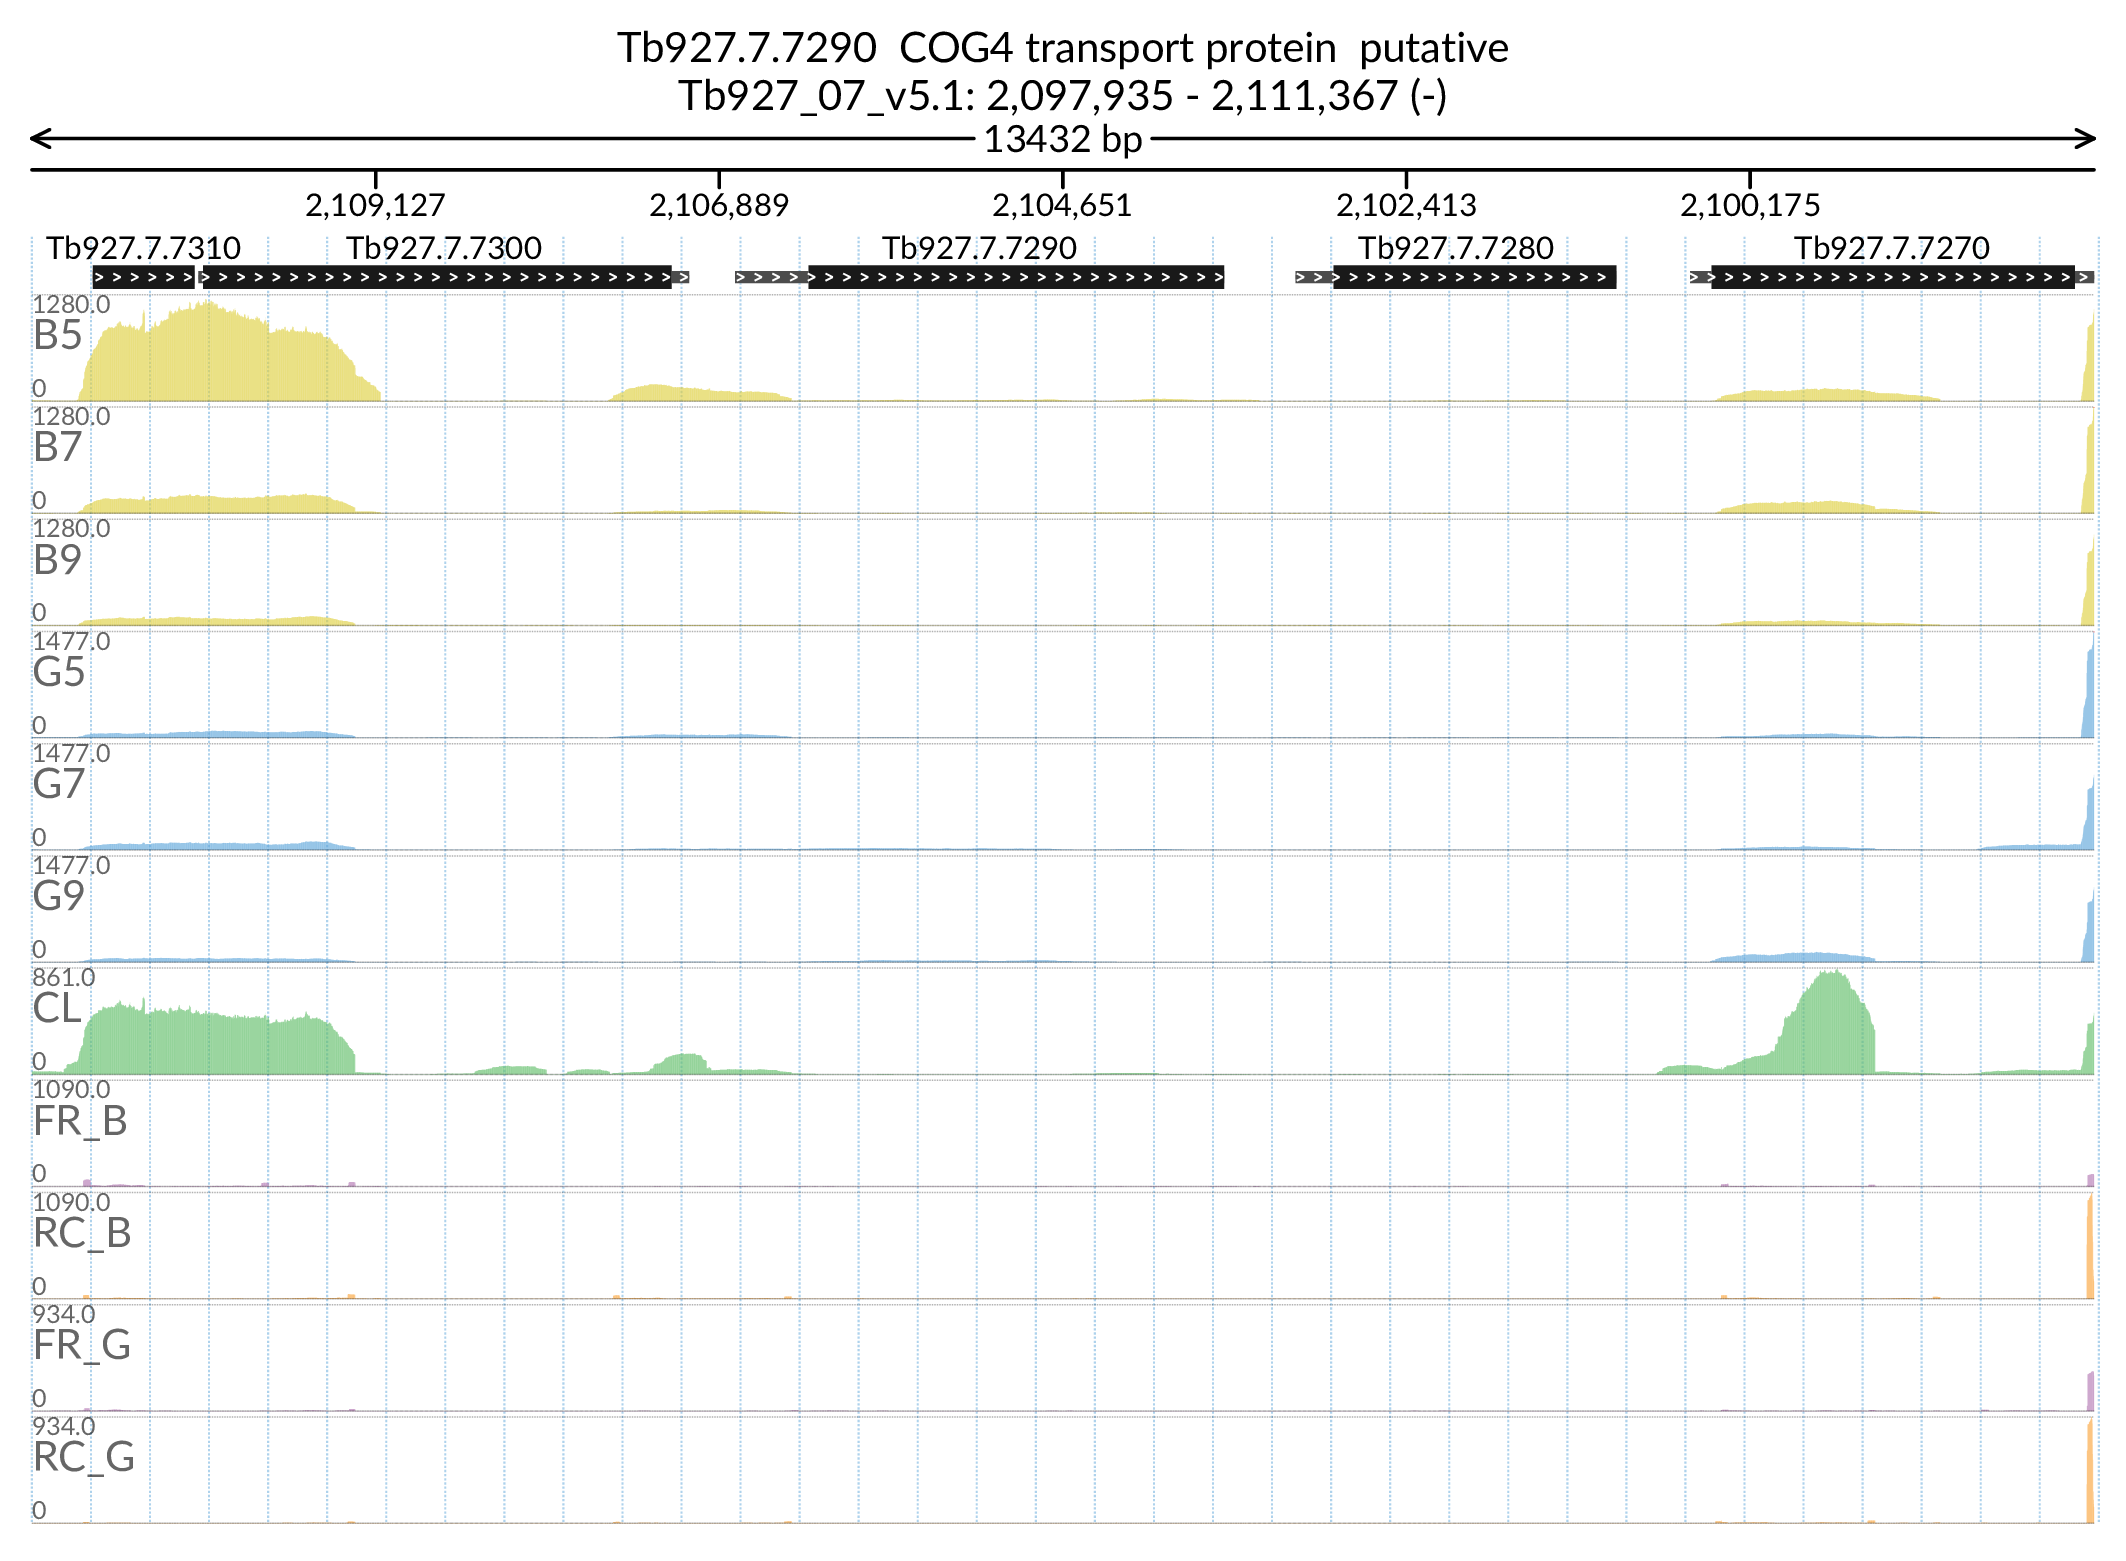 Tb927.7.7290 COG4 transport protein putative
Tb927_07_v5.1: 2,097,935 - 2,111,367 (-)
13432 bp
2,109,127 2,106,889 2,104,651 2,102,413 2,100,175
Tb927.7.7310 Tb927.7.7300 Tb927.7.7290 Tb927.7.7280 Tb927.7.7270
1280.0
B5
0
1280.0
B7
0
1280.0
B9
0
1477.0
G5
0
1477.0
G7
0
1477.0
G9
0
861.0
CL
0
1090.0
FR_B
0
1090.0
RC_B
0
934.0
FR_G
0
934.0
RC_G
0